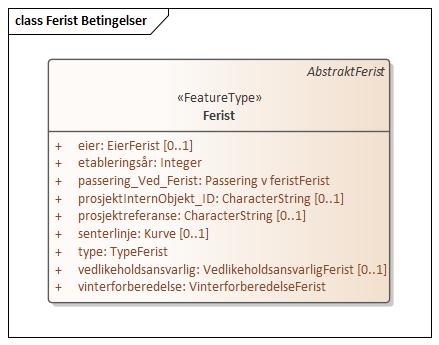 class Ferist Betingelser
AbstraktFerist
«FeatureType»
Ferist
+ eier: EierFerist [0..1]
+ etableringsår: Integer
+ passering_Ved_Ferist: Passering v feristFerist
+ prosjektInternObjekt_ID: CharacterString [0..1]
+ prosjektreferanse: CharacterString [0..1]
+ senterlinje: Kurve [0..1]
+ type: TypeFerist
+ vedlikeholdsansvarlig: VedlikeholdsansvarligFerist [0..1]
+ vinterforberedelse: VinterforberedelseFerist